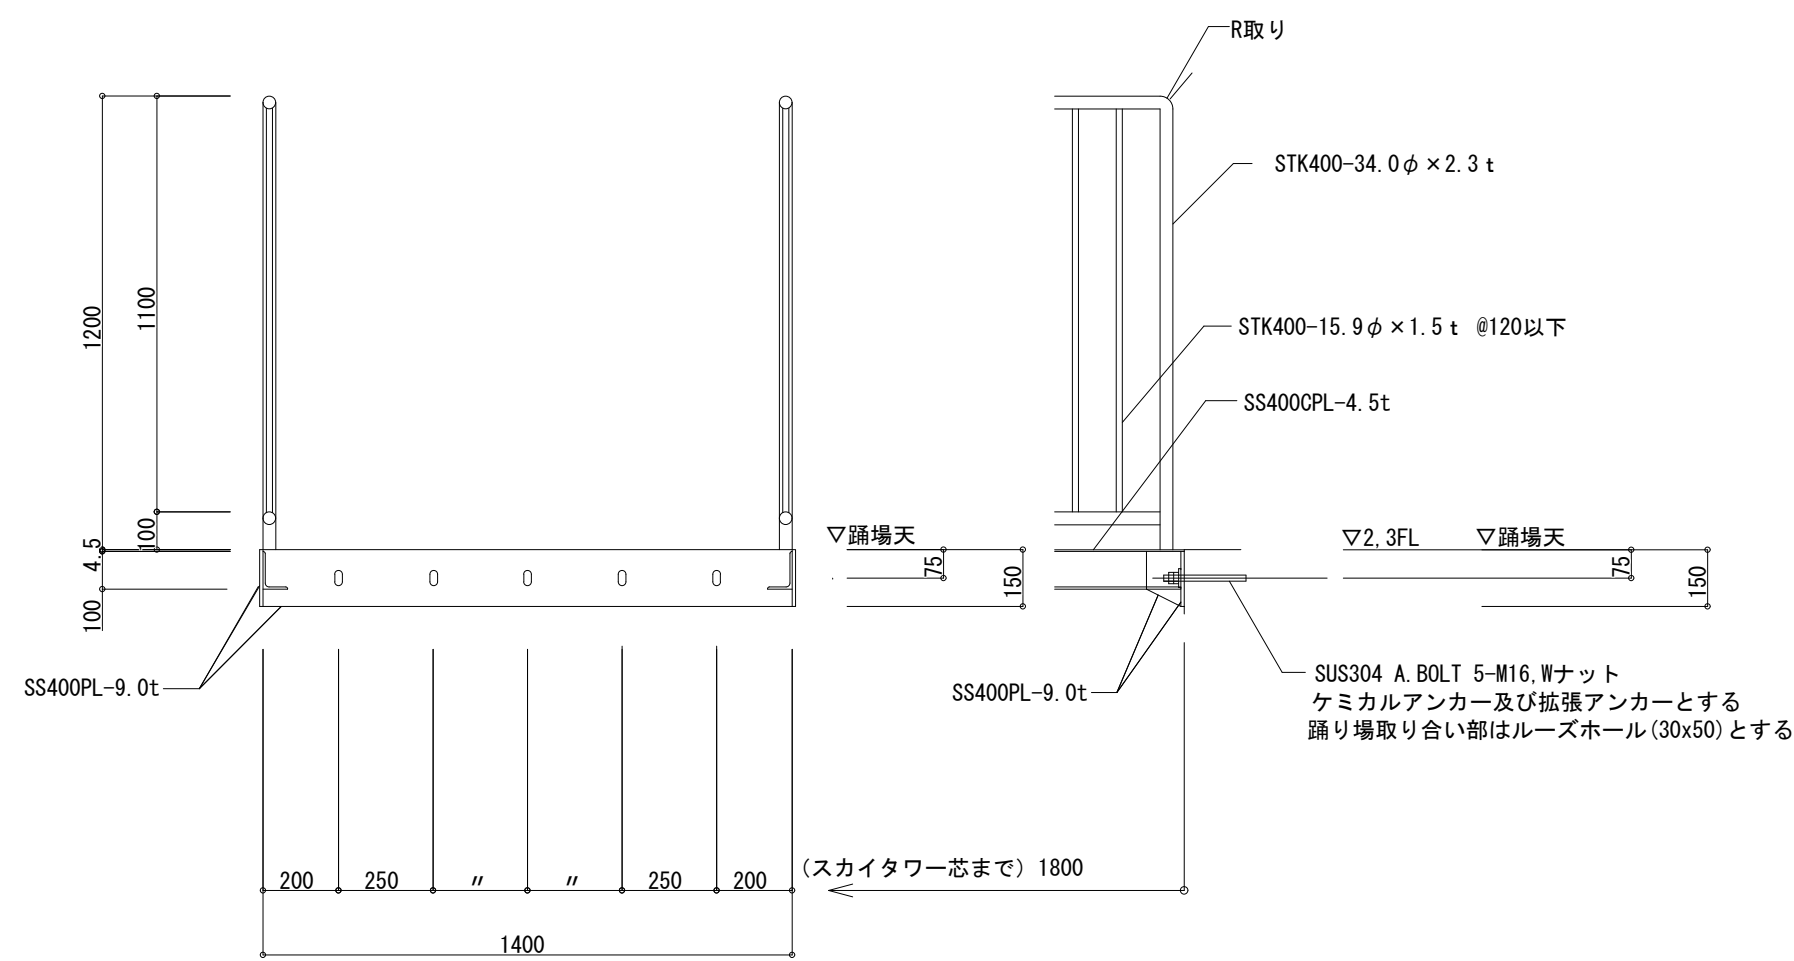 R取り
STK400-34.0φ×2.3t
STK400-15.9φ×1.5t @120以下
SS400CPL-4.5t
1200
1100
100
4.5
100
▽踊場天
75
150
▽2,3FL
▽踊場天
75
150
SS400PL-9.0t
SS400PL-9.0t
SUS304 A.BOLT 5-M16,Wナット
ケミカルアンカー及び拡張アンカーとする
踊り場取り合い部はルーズホール(30x50)とする
(スカイタワー芯まで) 1800
200 250 〃 〃 250 200
1400